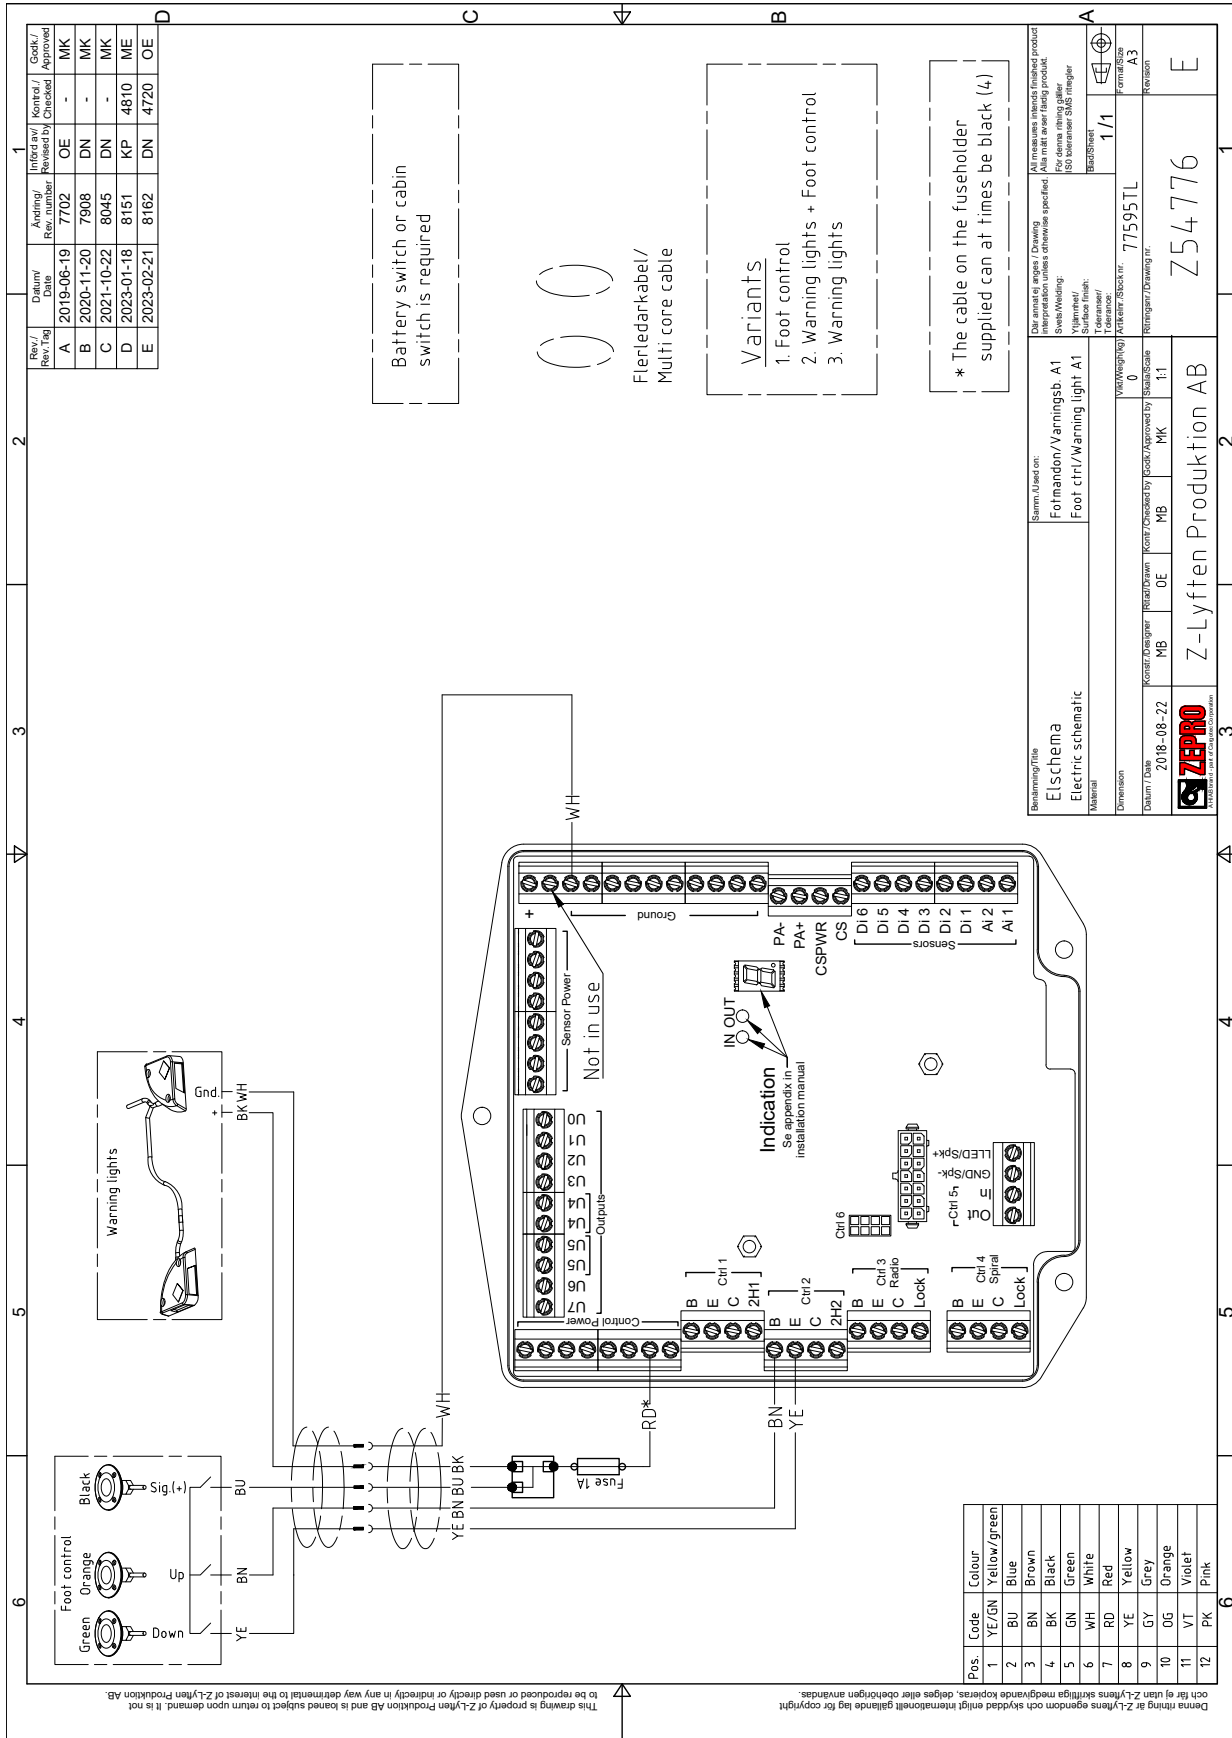 Rev./ Rev.Tag | Datum/ Date | Ändring/ Rev. number | Införd av/ Revised by | Kontrol./ Checked | Godk./ Approved
A | 2019-06-19 | 7702 | OE | - | MK
B | 2020-11-20 | 7908 | DN | - | MK
C | 2021-10-22 | 8045 | DN | - | MK
D | 2023-01-18 | 8151 | KP | 4810 | ME
E | 2023-02-21 | 8162 | DN | 4720 | OE
D
C
B
A
1
2
3
4
5
6
1
2
3
4
5
6
Foot control
Green
Orange
Black
Down
Up
Sig.(+)
YE
BN
BU
Warning lights
Gnd.
+
BK
WH
YE
BN
BU
BK
WH
WH
Fuse 1A
RD*
BN
YE
Battery switch or cabin
switch is required
Flerledarkabel/
Multi core cable
Variants
1. Foot control
2. Warning lights + Foot control
3. Warning lights
* The cable on the fuseholder
supplied can at times be black (4)
Control Power
U7
U6
U5
U5
U4
U4
U3
U2
U1
U0
Outputs
Sensor Power
Not in use
+
Ground
B
E
C
2H1
Ctrl 1
B
E
C
2H2
Ctrl 2
B
E
C
Lock
Ctrl 3
Radio
B
E
C
Lock
Ctrl 4
Spiral
Ctrl 5
Out
In
GND/Spk-
LLED/Spk+
Ctrl 6
Indication
Se appendix in
installation manual
IN
OUT
PA-
PA+
CSPWR
CS
Di 6
Di 5
Di 4
Di 3
Di 2
Di 1
Ai 2
Ai 1
Sensors
Pos. | Code | Colour
1 | YE/GN | Yellow/green
2 | BU | Blue
3 | BN | Brown
4 | BK | Black
5 | GN | Green
6 | WH | White
7 | RD | Red
8 | YE | Yellow
9 | GY | Grey
10 | OG | Orange
11 | VT | Violet
12 | PK | Pink
Benämning/Title
Elschema
Electric schematic
Material
Dimension
Samm./Used on:
Fotmandon/Varningsb. A1
Foot ctrl/Warning light A1
Vikt/Weigh(kg)
0
Där annat ej anges / Drawing
interpretation unless otherwise specified.
Svets/Welding:
Ytjämnhet/
Surface finish:
Toleranser/
Tolerance:
All measures intends finished product
Alla mått avser färdig produkt.
För denna ritning gäller
ISO toleranser SMS ritregler
Blad/Sheet
1/1
Artikelnr./Stock nr.
77595TL
Format/Size
A3
Datum / Date
2018-08-22
Konstr./Designer
MB
Ritad/Drawn
OE
Kontr./Checked by
MB
Godk./Approved by
MK
Skala/Scale
1:1
Ritningsnr./Drawing nr.
Z54776
Revision
E
ZEPRO
A HIAB brand - part of Cargotec Corporation
Z-Lyften Produktion AB
This drawing is property of Z-Lyften Produktion AB and is loaned subject to return upon demand. It is not
to be reproduced or used directly or indirectly in any way detrimental to the interest of Z-Lyften Produktion AB.
Denna ritning är Z-Lyftens egendom och skyddad enligt internationellt gällande lag för copyright
och får ej utan Z-Lyftens skriftliga medgivande kopieras, delges eller obehörigen användas.